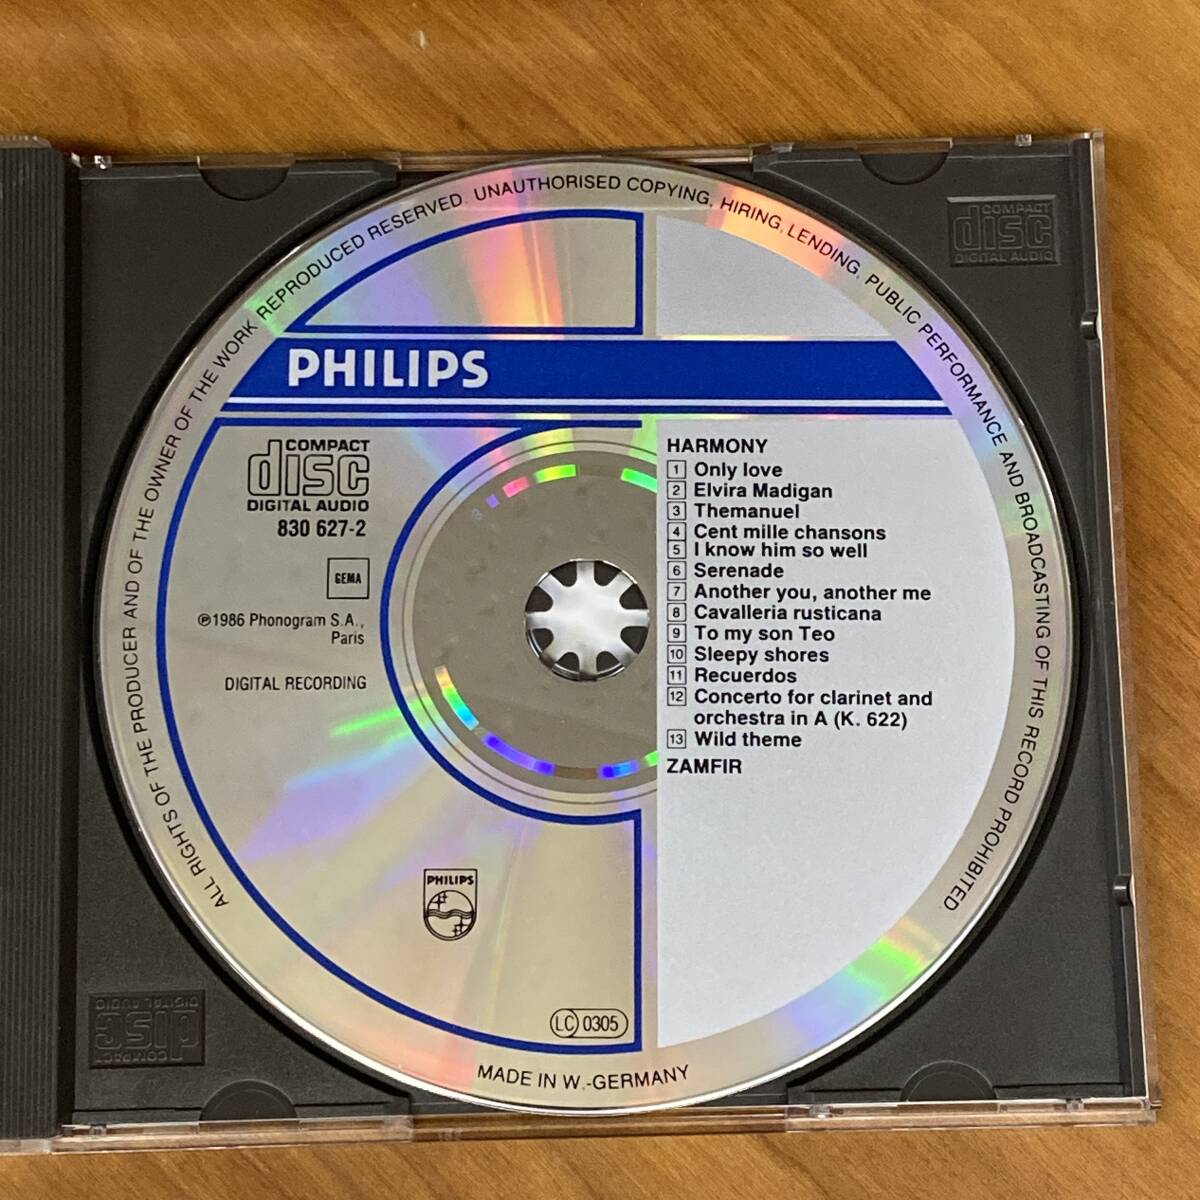 ALL RIGHTS OF THE PRODUCER AND OF THE OWNER OF THE WORK REPRODUCED RESERVED. UNAUTHORISED COPYING, HIRING, LENDING, PUBLIC PERFORMANCE AND BROADCASTING OF THIS RECORD PROHIBITED.
COMPACT
disc
DIGITAL AUDIO
PHILIPS
COMPACT
disc
DIGITAL AUDIO
830 627-2
GEMA
℗1986 Phonogram S.A.,
Paris
DIGITAL RECORDING
HARMONY
1 Only love
2 Elvira Madigan
3 Themanuel
4 Cent mille chansons
5 I know him so well
6 Serenade
7 Another you, another me
8 Cavalleria rusticana
9 To my son Teo
10 Sleepy shores
11 Recuerdos
12 Concerto for clarinet and
orchestra in A (K. 622)
13 Wild theme
ZAMFIR
PHILIPS
LC 0305
MADE IN W.-GERMANY
COMPACT
disc
DIGITAL AUDIO